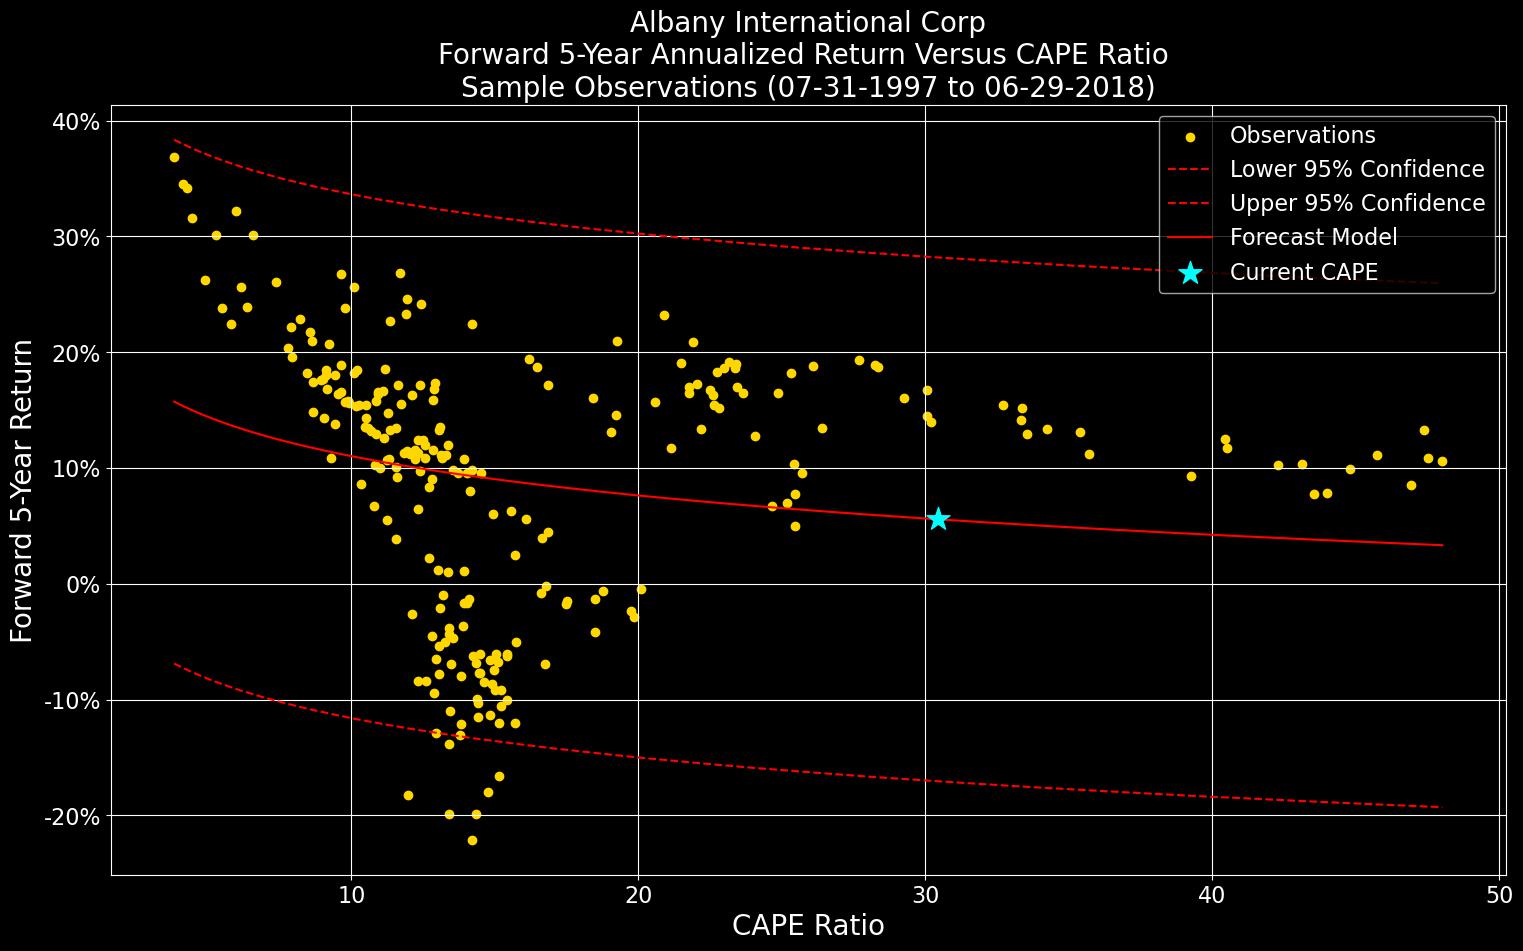 Albany International Corp
Forward 5-Year Annualized Return Versus CAPE Ratio
Sample Observations (07-31-1997 to 06-29-2018)
Observations
Lower 95% Confidence
Upper 95% Confidence
Forecast Model
Current CAPE
Forward 5-Year Return
40%
30%
20%
10%
0%
-10%
-20%
10
20
30
40
50
CAPE Ratio